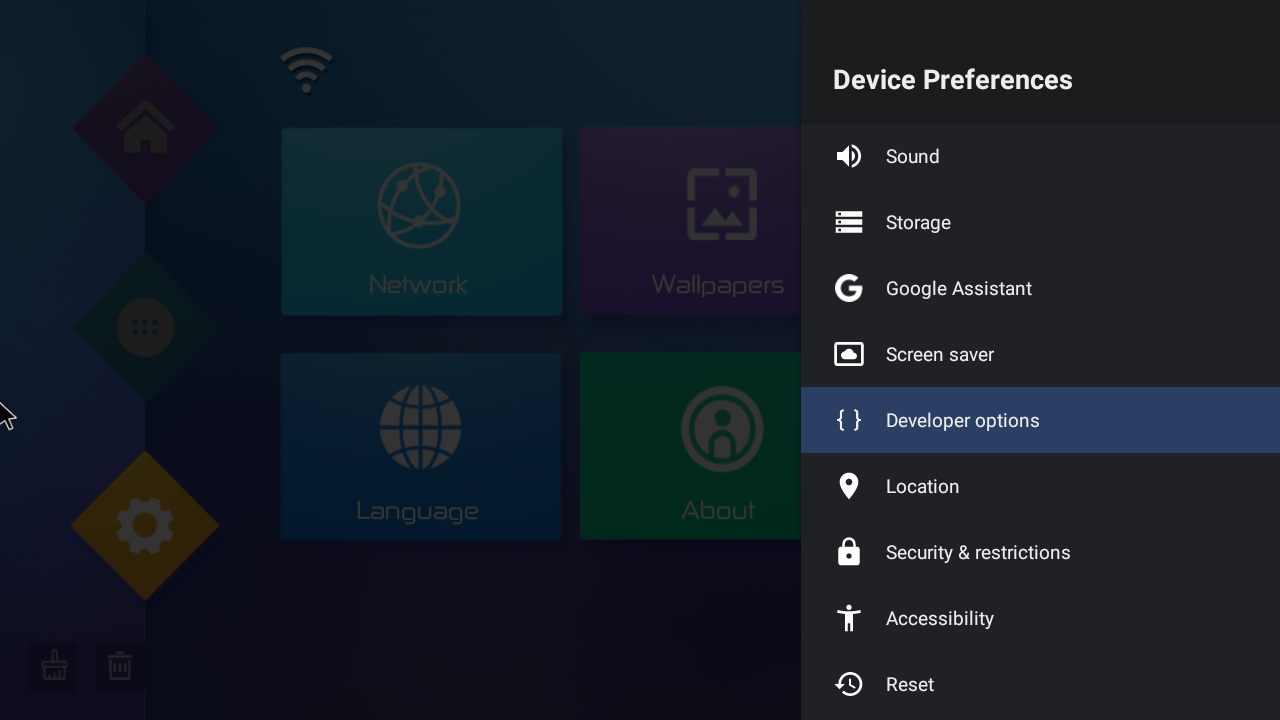 Device Preferences
Sound
Storage
Google Assistant
Screen saver
Developer options
Location
Security & restrictions
Accessibility
Reset
Network
Wallpapers
Language
About